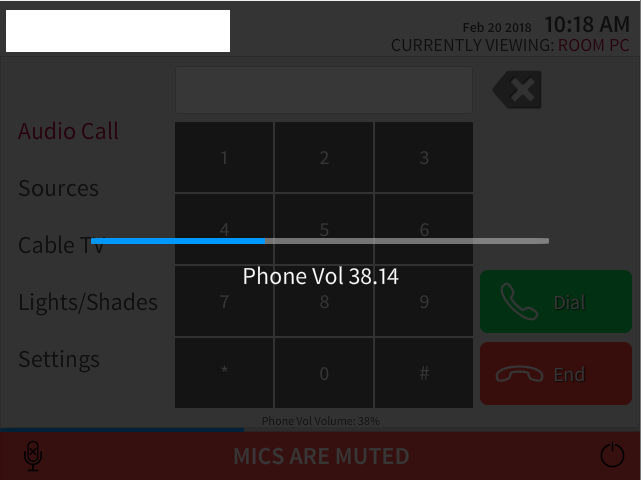 Feb 20 2018 10:18 AM
CURRENTLY VIEWING: ROOM PC
Audio Call
Sources
Cable TV
Lights/Shades
Settings
1 2 3
4 5 6
Phone Vol 38.14
7 8 9
* 0 #
Dial
End
Phone Vol Volume: 38%
MICS ARE MUTED